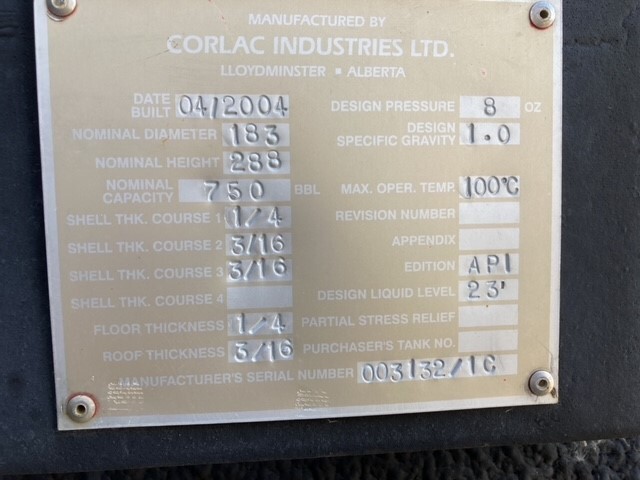 MANUFACTURED BY
CORLAC INDUSTRIES LTD.
LLOYDMINSTER ▪ ALBERTA
DATE BUILT 04/2004
NOMINAL DIAMETER 183
NOMINAL HEIGHT 288
NOMINAL CAPACITY 750 BBL
SHELL THK. COURSE 1 1/4
SHELL THK. COURSE 2 3/16
SHELL THK. COURSE 3 3/16
SHELL THK. COURSE 4
FLOOR THICKNESS 1/4
ROOF THICKNESS 3/16
DESIGN PRESSURE 8 OZ
DESIGN SPECIFIC GRAVITY 1.0
MAX. OPER. TEMP. 100°C
REVISION NUMBER
APPENDIX
EDITION API
DESIGN LIQUID LEVEL 23'
PARTIAL STRESS RELIEF
PURCHASER'S TANK NO.
MANUFACTURER'S SERIAL NUMBER 003132/1C